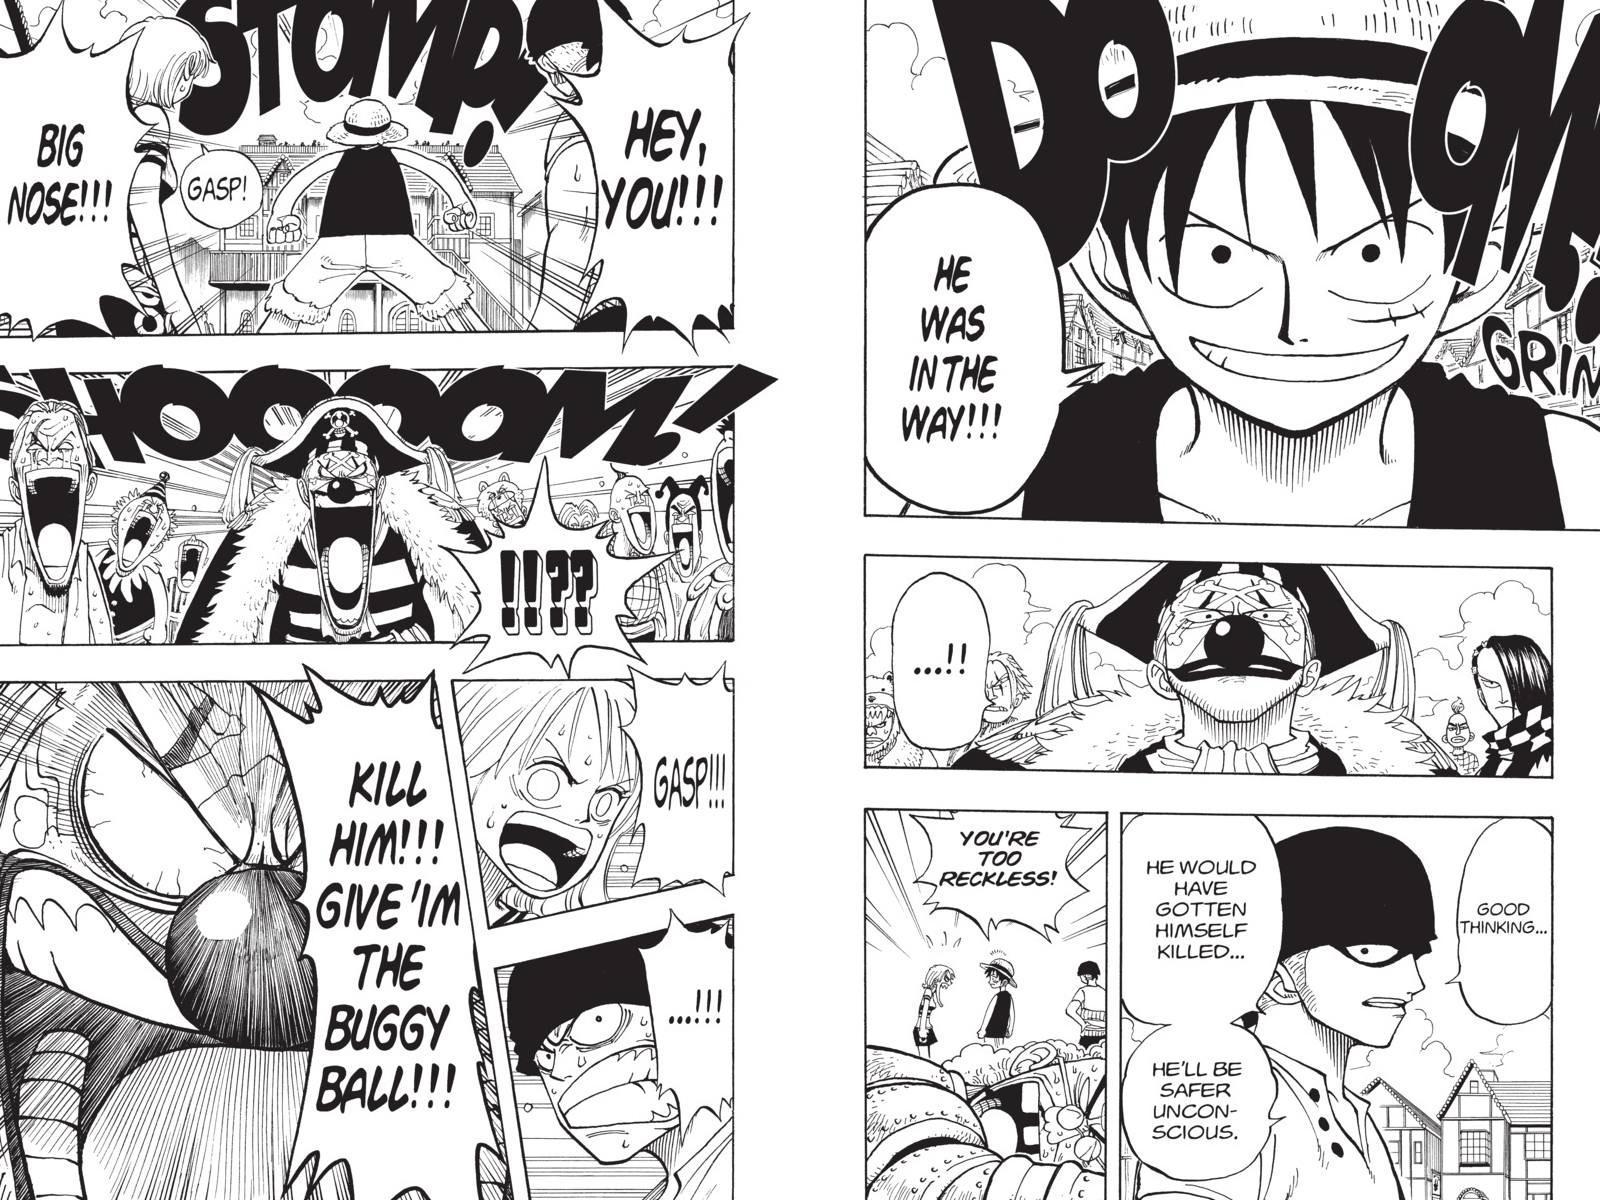 DOOM!
HE
WAS
IN THE
WAY!!!
GRIN
...!!
GOOD
THINKING...
HE WOULD
HAVE
GOTTEN
HIMSELF
KILLED...
HE'LL BE
SAFER
UNCON-
SCIOUS.
YOU'RE
TOO
RECKLESS!
STOMP!
HEY,
YOU!!!
GASP!
BIG
NOSE!!!
SHOOOOM!!
!!??
GASP!!!
...!!!
KILL
HIM!!!
GIVE 'IM
THE
BUGGY
BALL!!!